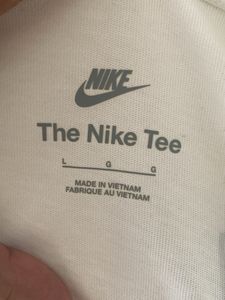 NIKE
The Nike Tee
L G G
MADE IN VIETNAM
FABRIQUE AU VIETNAM